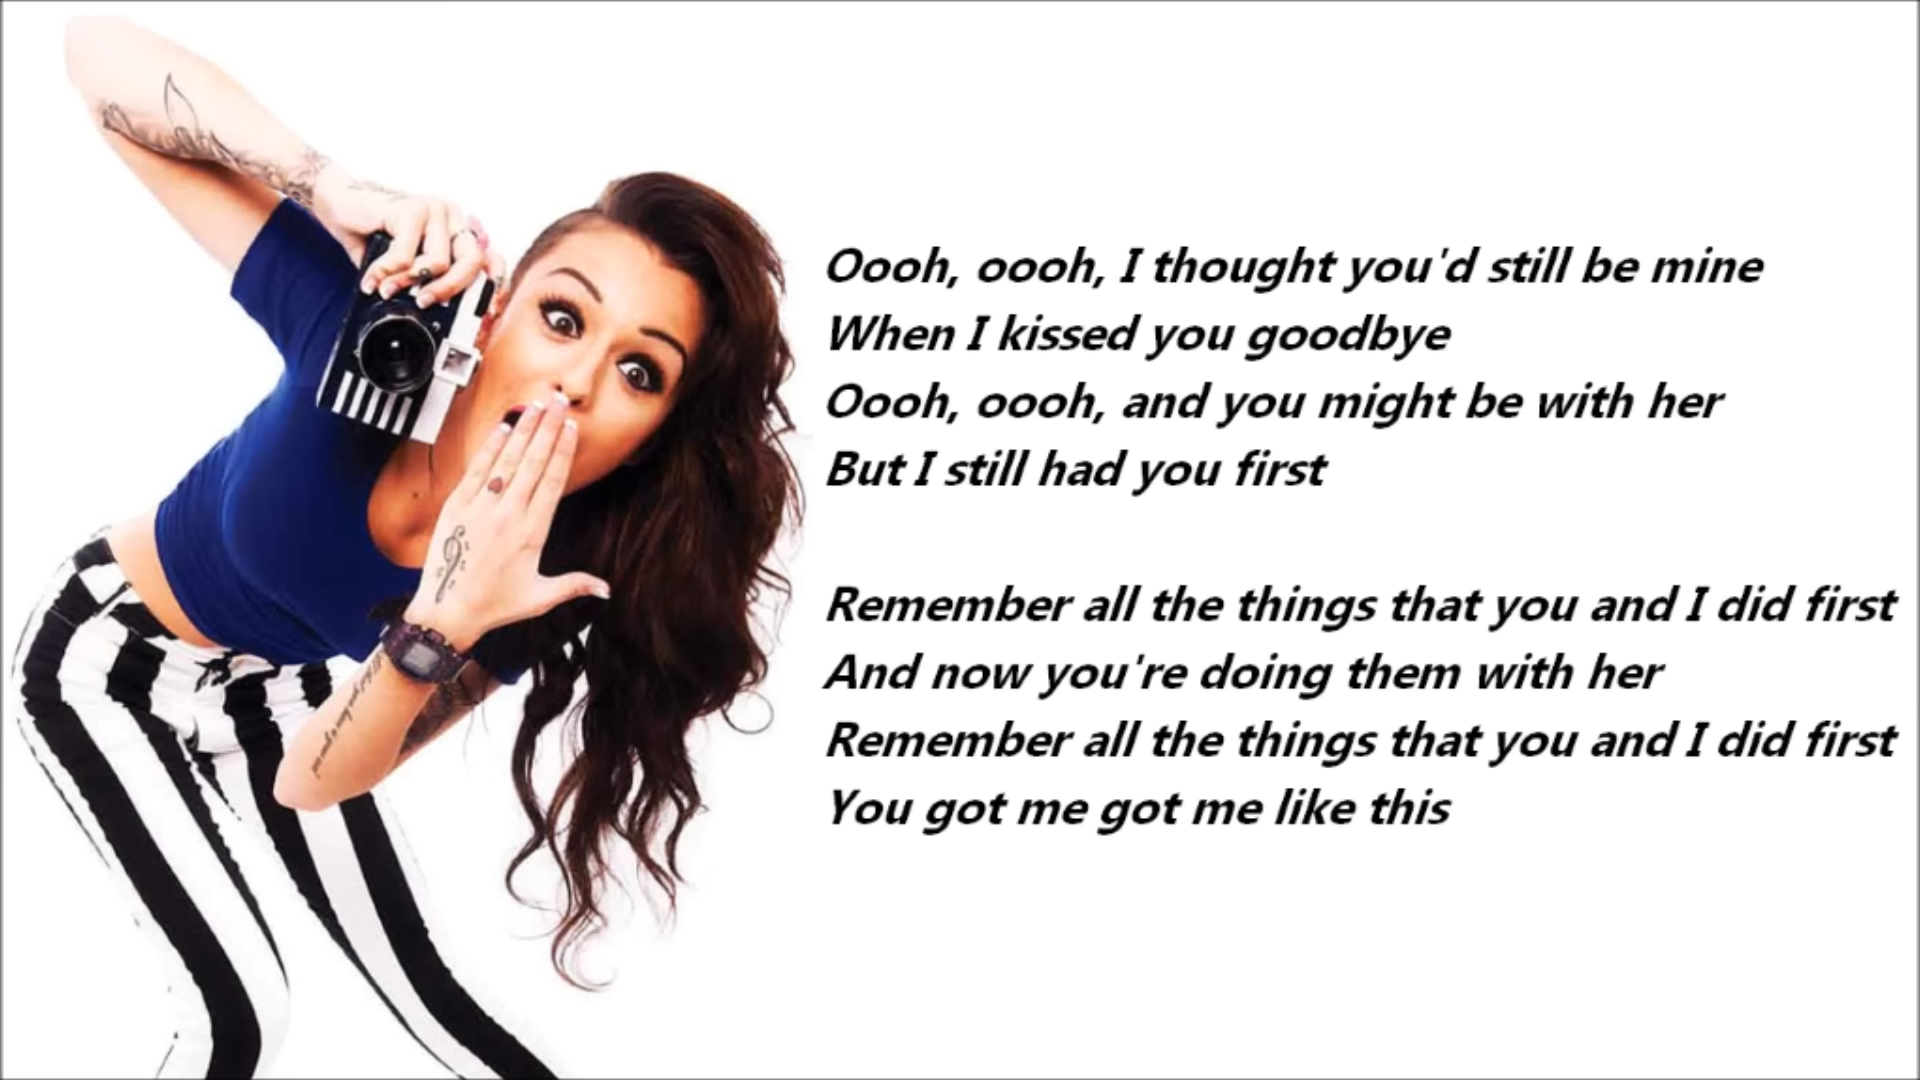 Oooh, oooh, I thought you'd still be mine
When I kissed you goodbye
Oooh, oooh, and you might be with her
But I still had you first
Remember all the things that you and I did first
And now you're doing them with her
Remember all the things that you and I did first
You got me got me like this